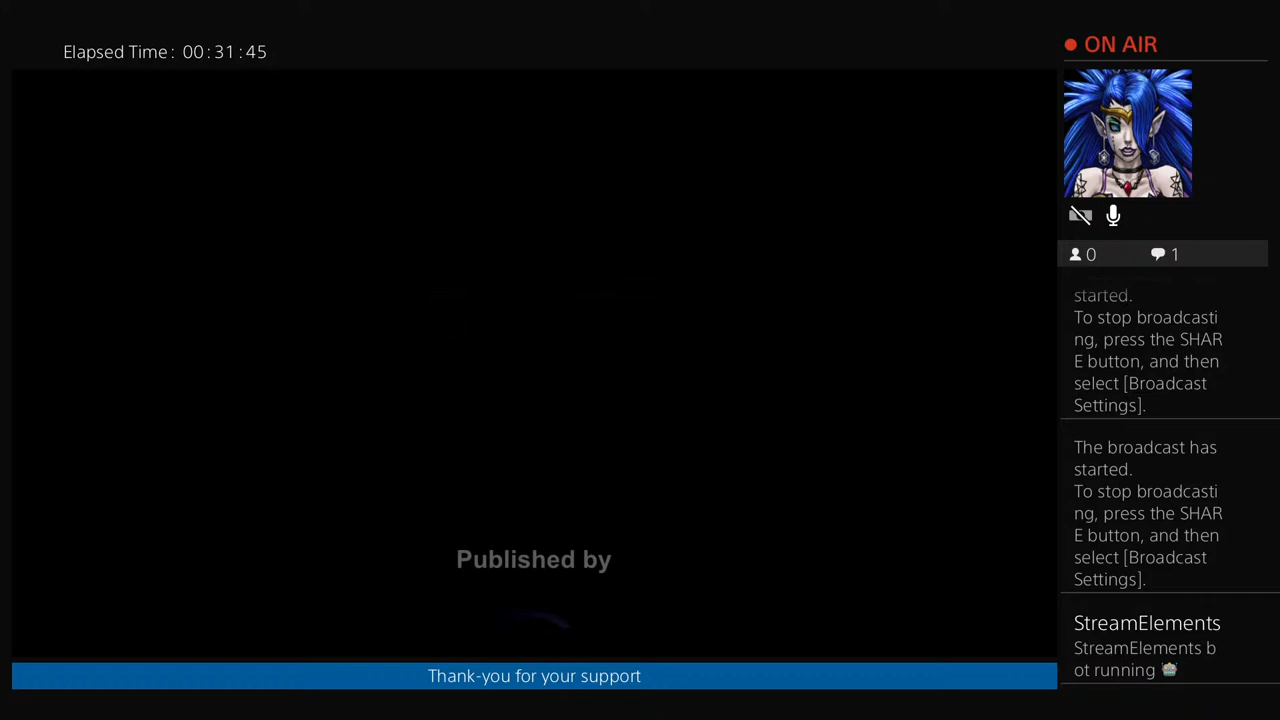 Elapsed Time: 00:31:45
ON AIR
0 1
started.
To stop broadcasti
ng, press the SHAR
E button, and then
select [Broadcast
Settings].
The broadcast has
started.
To stop broadcasti
ng, press the SHAR
E button, and then
select [Broadcast
Settings].
StreamElements
StreamElements b
ot running 🤖
Published by
Thank-you for your support